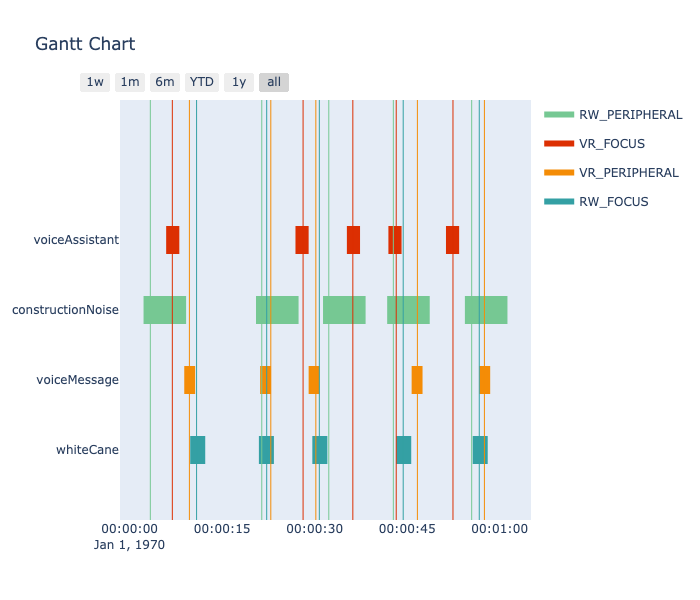 Gantt Chart
1w 1m 6m YTD 1y all
RW_PERIPHERAL
VR_FOCUS
VR_PERIPHERAL
RW_FOCUS
voiceAssistant
constructionNoise
voiceMessage
whiteCane
00:00:00 00:00:15 00:00:30 00:00:45 00:01:00
Jan 1, 1970